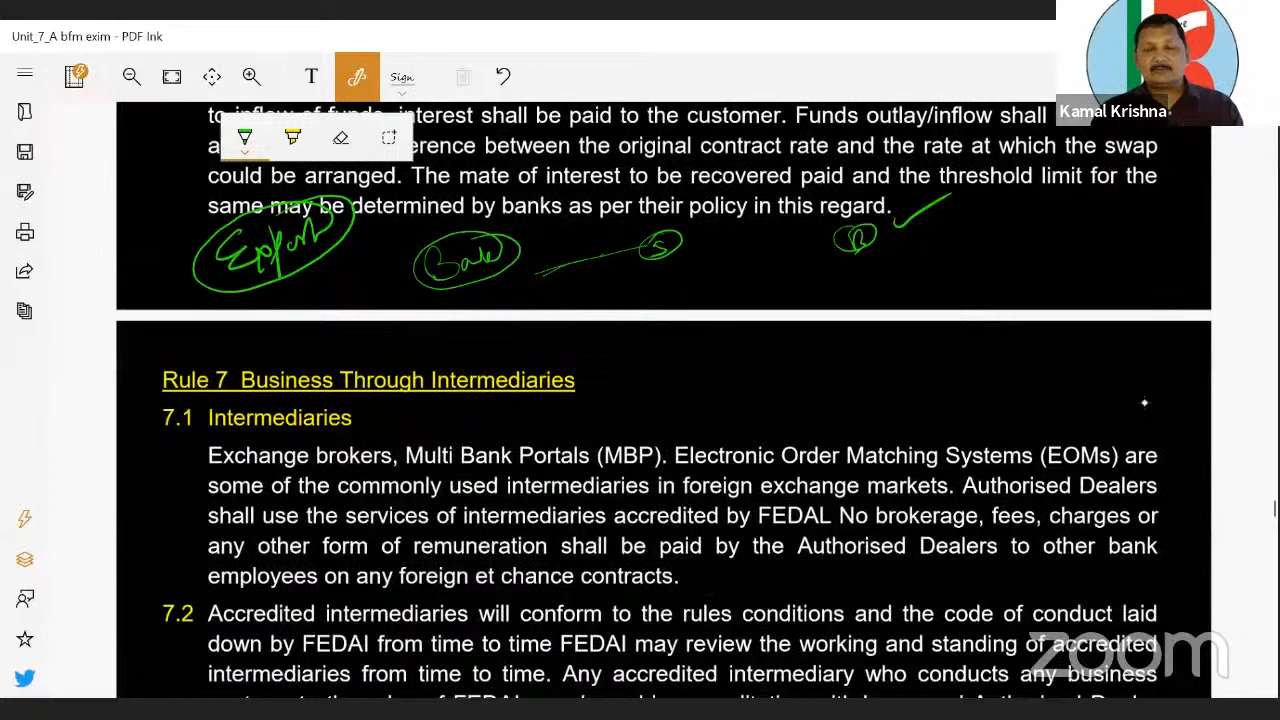 Unit_7_A bfm exim - PDF Ink
T
Sign
Kamal Krishna
to inflow of funds, interest shall be paid to the customer. Funds outlay/inflow shall
between the original contract rate and the rate at which the swap
could be arranged. The mate of interest to be recovered paid and the threshold limit for the
same may be determined by banks as per their policy in this regard.
Export
Bank
S
B
Rule 7 Business Through Intermediaries
7.1 Intermediaries
Exchange brokers, Multi Bank Portals (MBP). Electronic Order Matching Systems (EOMs) are
some of the commonly used intermediaries in foreign exchange markets. Authorised Dealers
shall use the services of intermediaries accredited by FEDAL No brokerage, fees, charges or
any other form of remuneration shall be paid by the Authorised Dealers to other bank
employees on any foreign et chance contracts.
7.2 Accredited intermediaries will conform to the rules conditions and the code of conduct laid
down by FEDAI from time to time FEDAI may review the working and standing of accredited
intermediaries from time to time. Any accredited intermediary who conducts any business
zoom